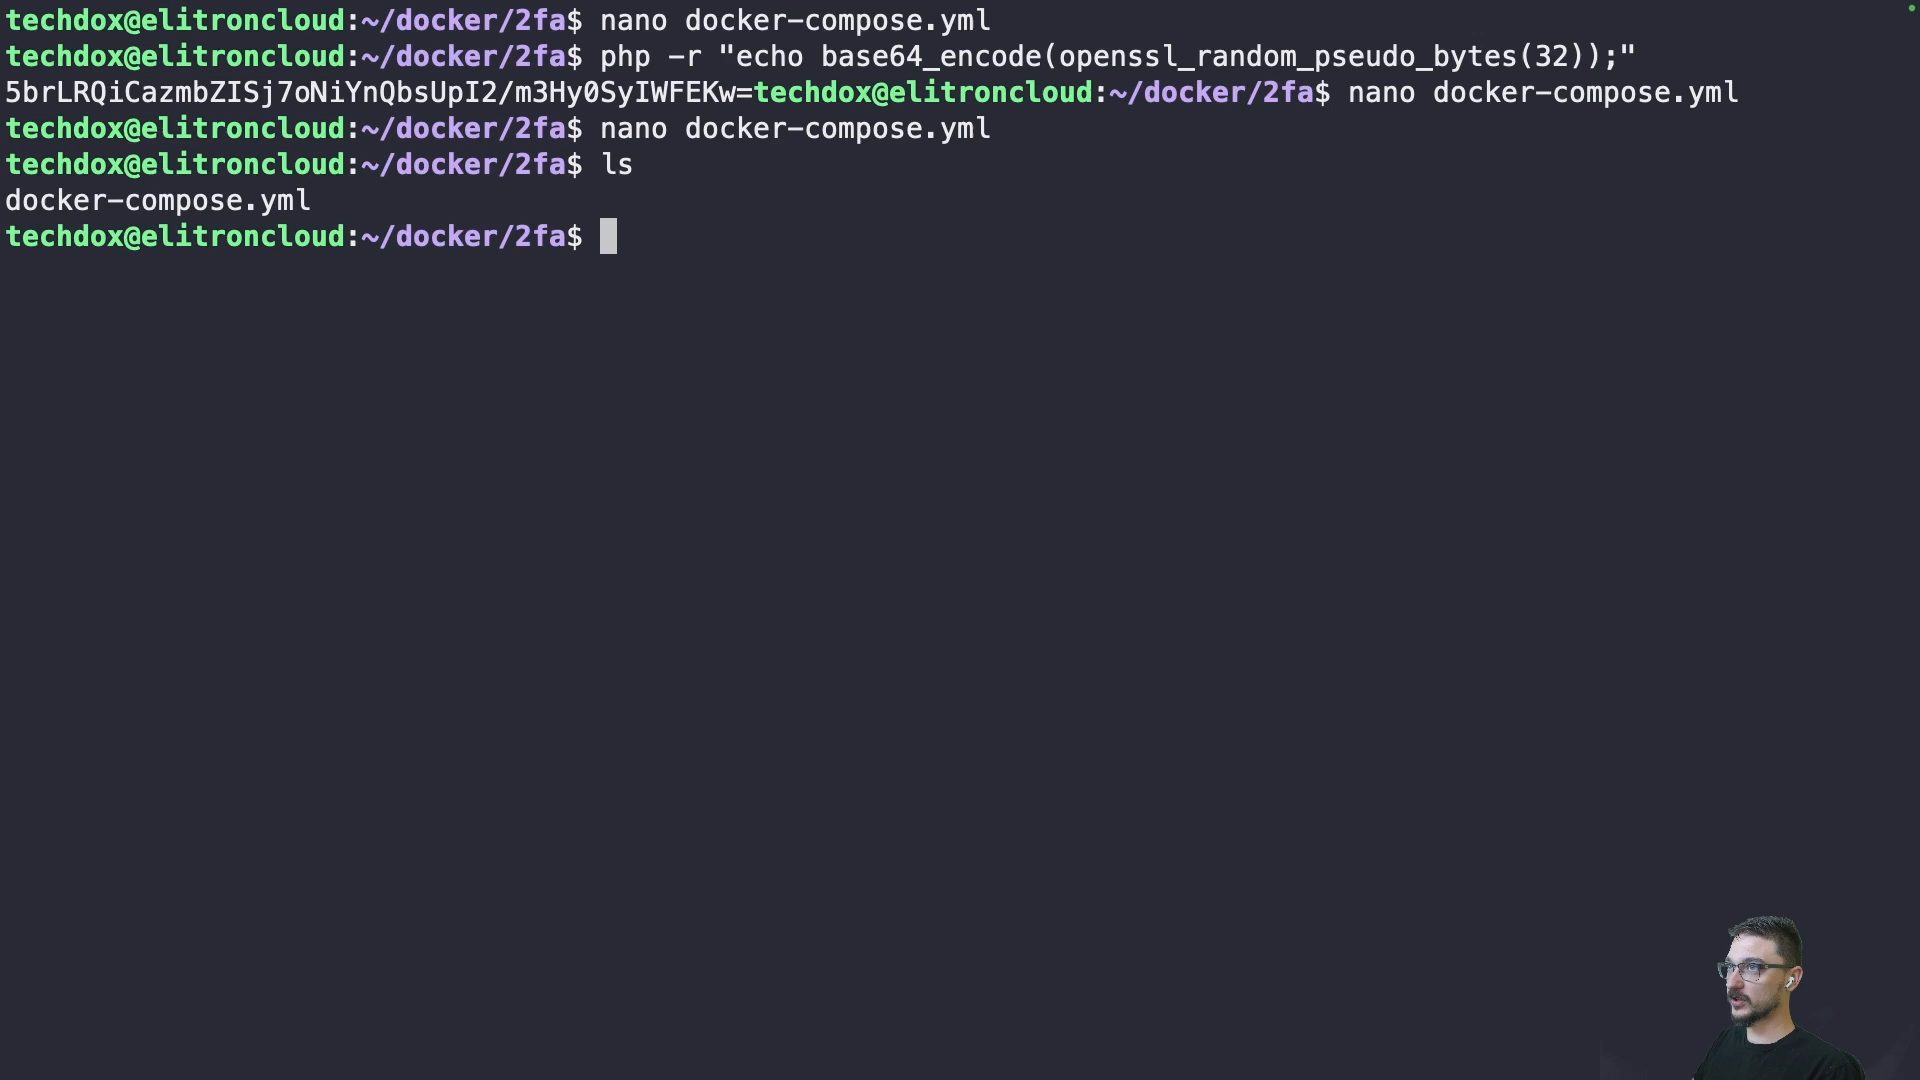 techdox@elitroncloud:~/docker/2fa$ nano docker-compose.yml
techdox@elitroncloud:~/docker/2fa$ php -r "echo base64_encode(openssl_random_pseudo_bytes(32));"
5brLRQiCazmbZISj7oNiYnQbsUpI2/m3Hy0SyIWFEKw=techdox@elitroncloud:~/docker/2fa$ nano docker-compose.yml
techdox@elitroncloud:~/docker/2fa$ nano docker-compose.yml
techdox@elitroncloud:~/docker/2fa$ ls
docker-compose.yml
techdox@elitroncloud:~/docker/2fa$